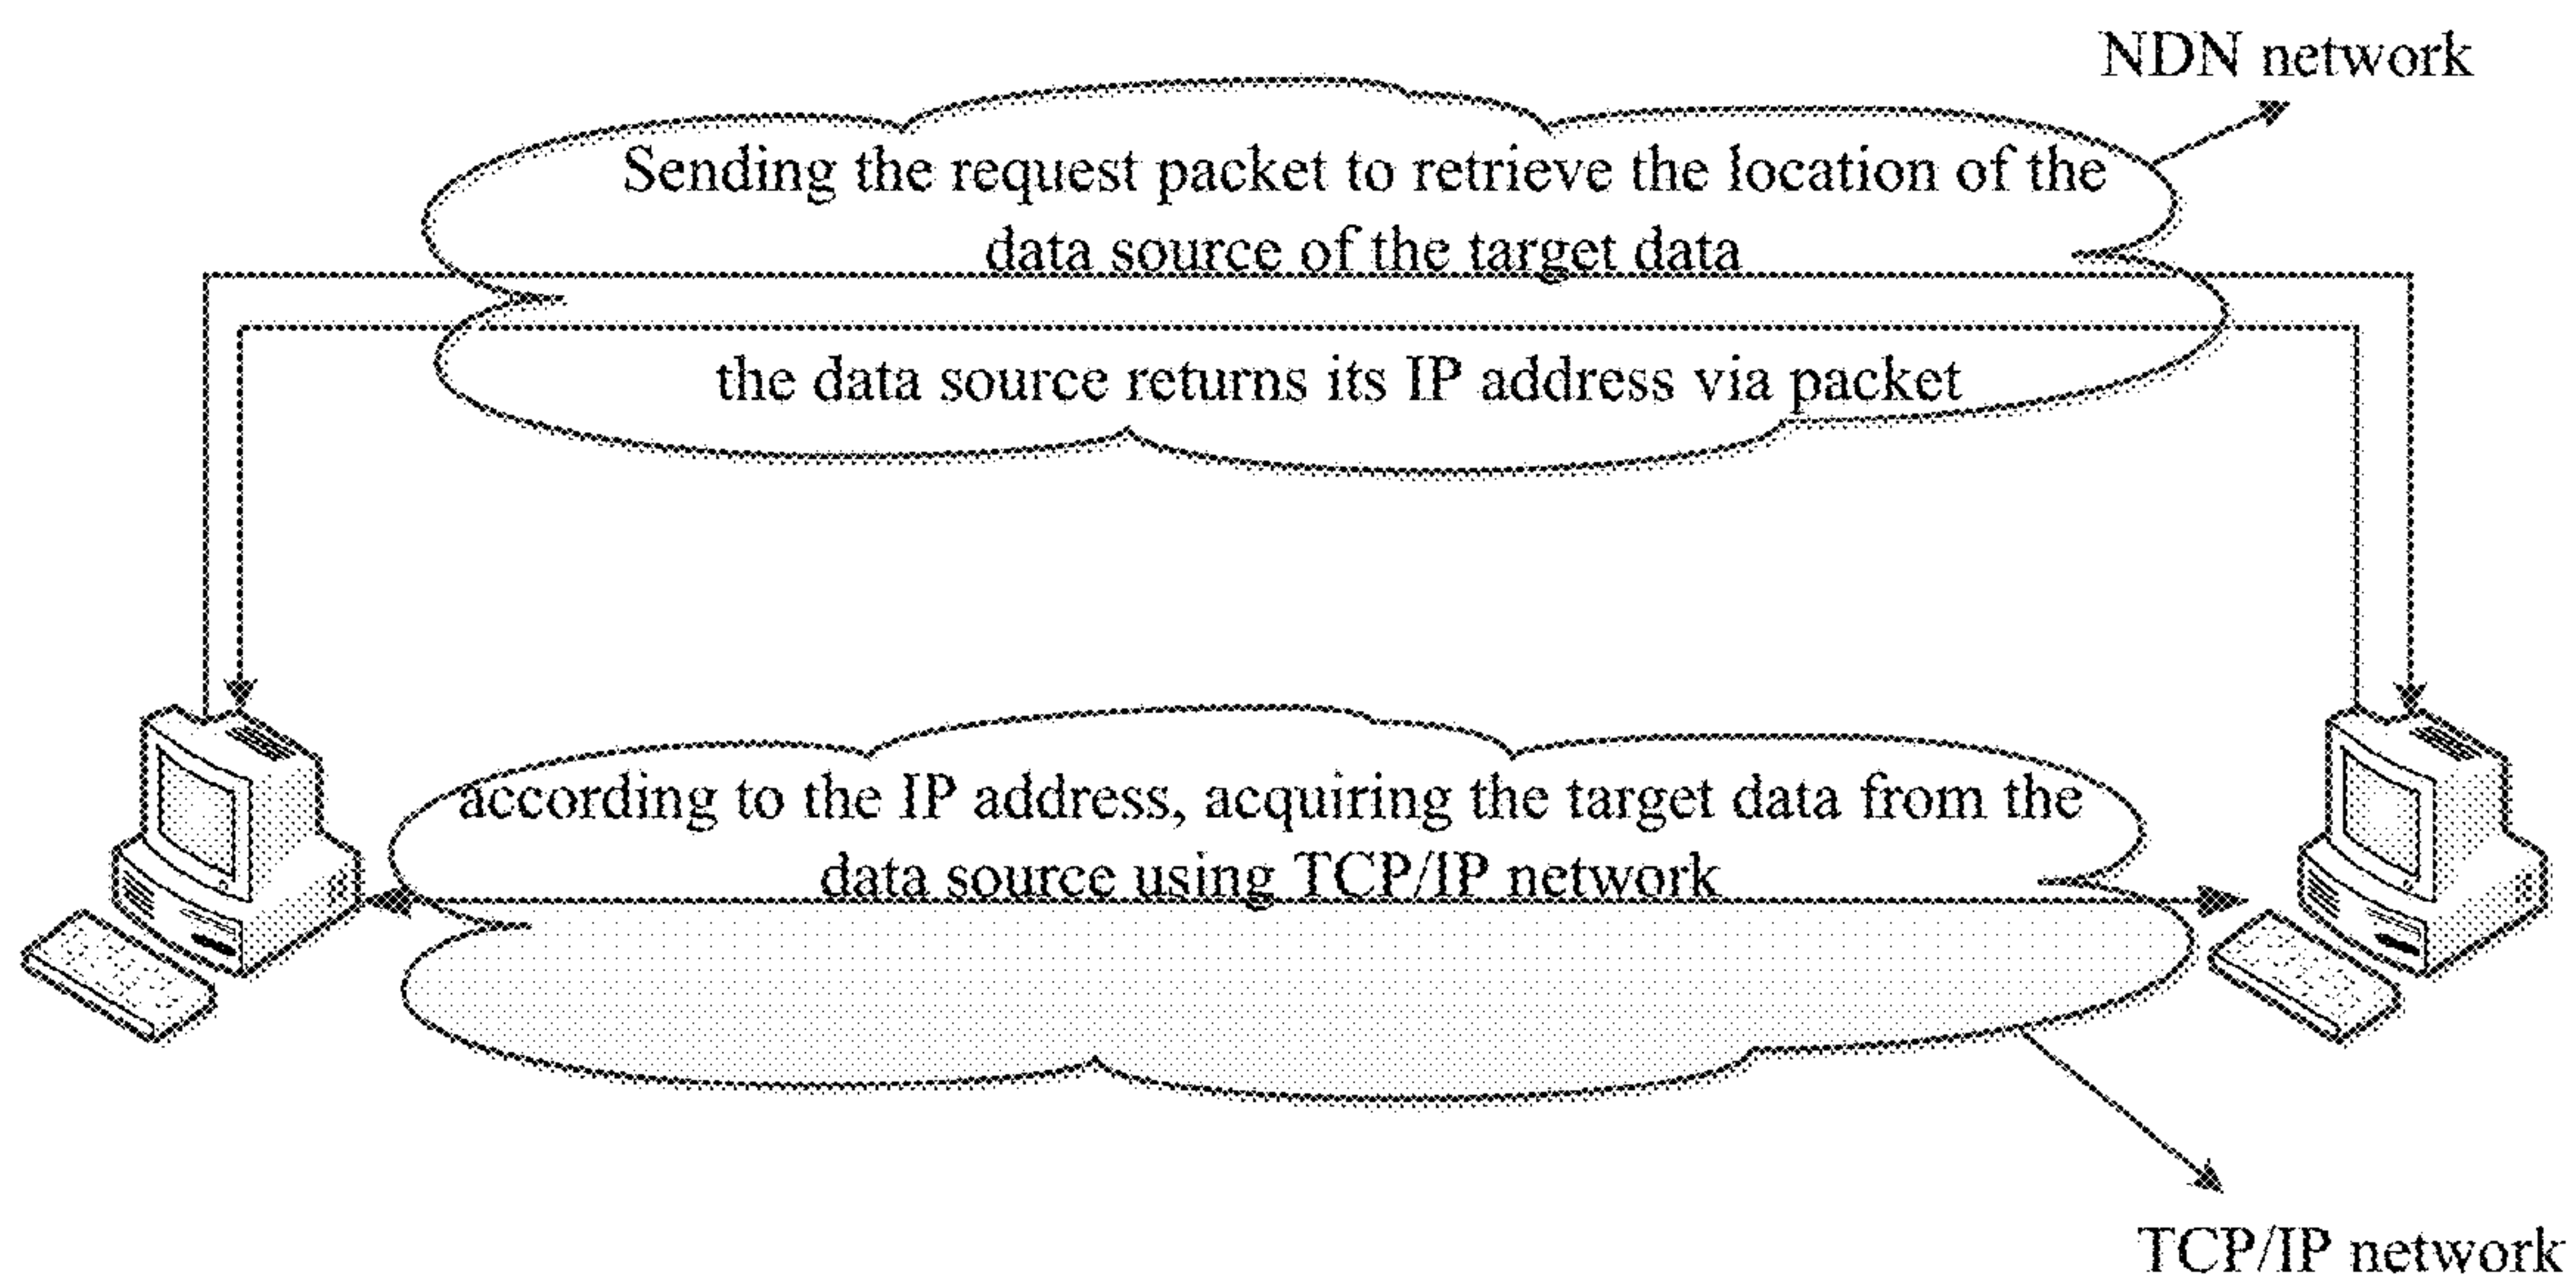 NDN network
Sending the request packet to retrieve the location of the
data source of the target data
the data source returns its IP address via packet
according to the IP address, acquiring the target data from the
data source using TCP/IP network
TCP/IP network